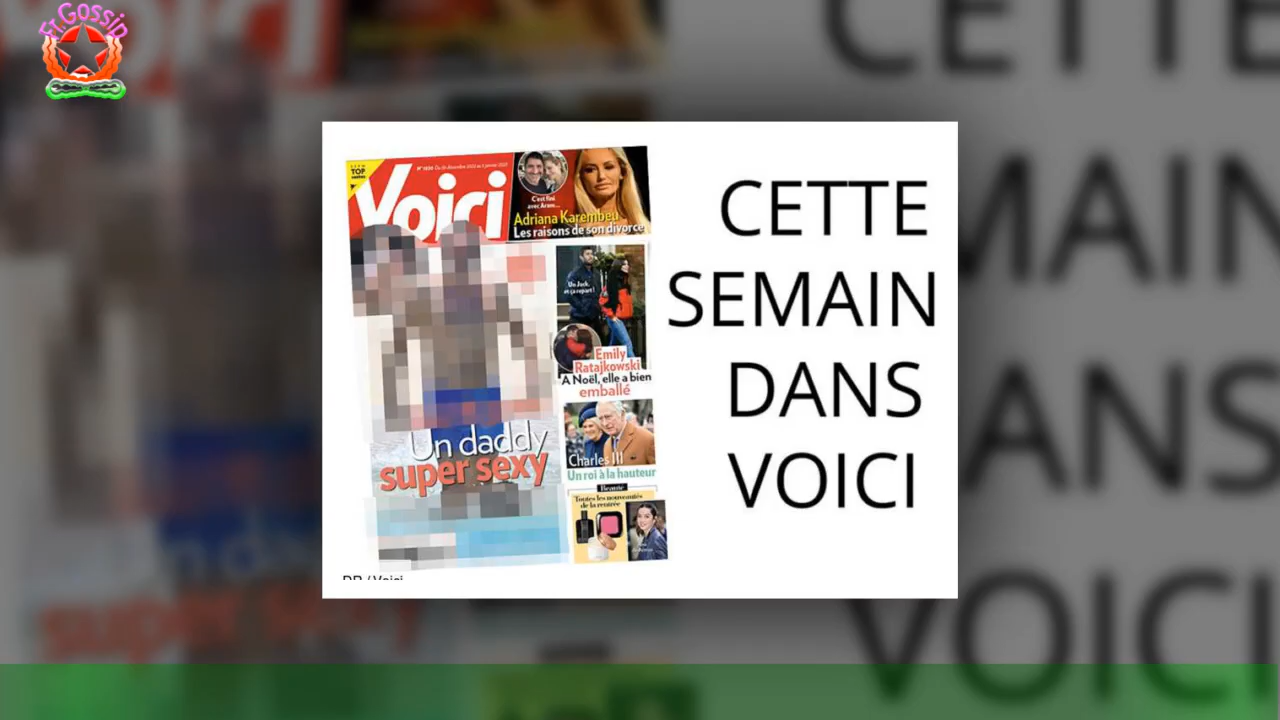 Fr.Gossip
TOP
Voici
C'est fini
avec Aram...
Adriana Karembeu
Les raisons de son divorce
Un Jack,
et ça repart !
Emily
Ratajkowski
A Noël, elle a bien
emballé
Un daddy
super sexy
Charles III
Un roi à la hauteur
Beauté
Toutes les nouveautés
de la rentrée
CETTE
SEMAIN
DANS
VOICI